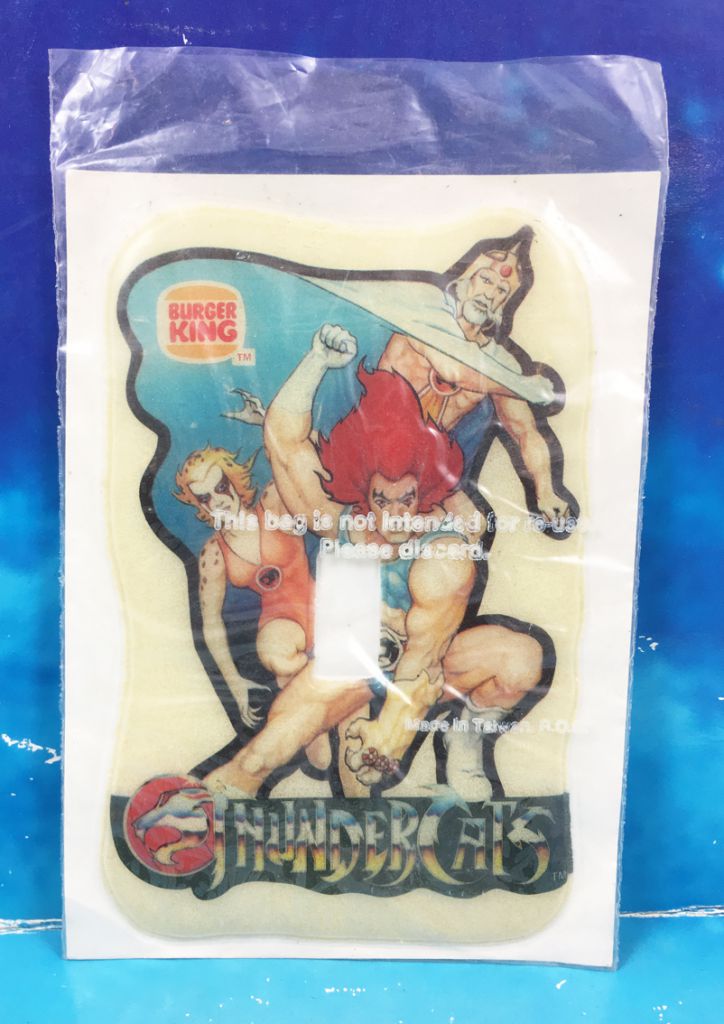 BURGER
KING
TM
This bag is not intended for re-use.
Please discard.
Made in Taiwan, R.O.C.
THUNDERCATS
TM